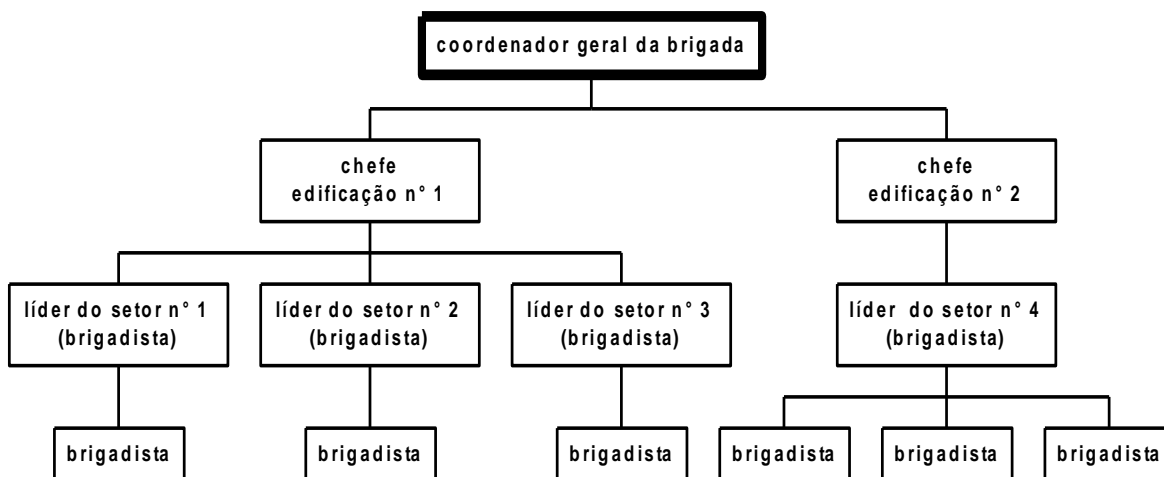 coordenador geral da brigada
chefe
edificação n° 1
chefe
edificação n° 2
líder do setor n° 1
(brigadista)
líder do setor n° 2
(brigadista)
líder do setor n° 3
(brigadista)
líder do setor n° 4
(brigadista)
brigadista
brigadista
brigadista
brigadista
brigadista
brigadista